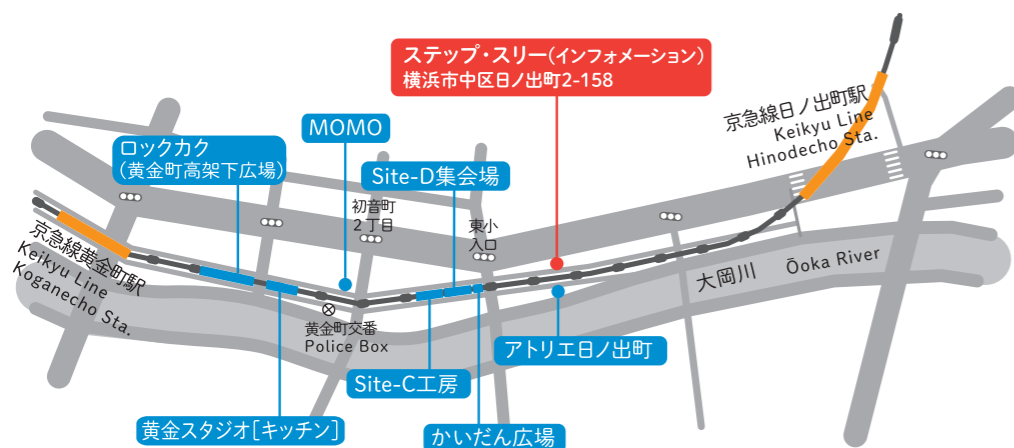 ステップ・スリー(インフォメーション)
横浜市中区日ノ出町2-158
京急線日ノ出町駅
Keikyu Line
Hinodecho Sta.
MOMO
ロックカク
(黄金町高架下広場)
Site-D集会場
初音町
2丁目
東小
入口
京急線黄金町駅
Keikyu Line
Koganecho Sta.
大岡川 Ōoka River
黄金町交番
Police Box
アトリエ日ノ出町
Site-C工房
黄金スタジオ[キッチン]
かいだん広場